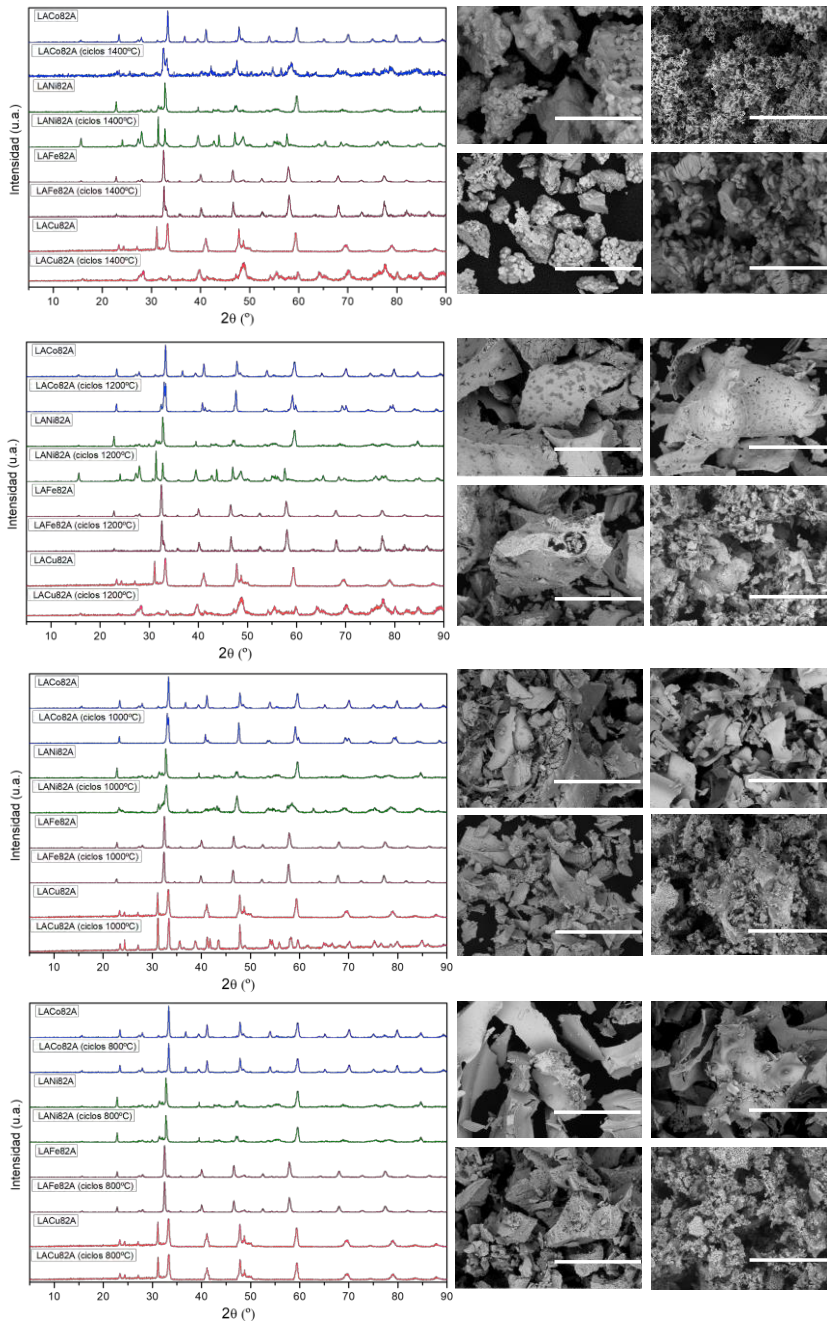 LACo82A
LACo82A (ciclos 1400ºC)
LANi82A
LANi82A (ciclos 1400ºC)
LAFe82A
LAFe82A (ciclos 1400ºC)
LACu82A
LACu82A (ciclos 1400ºC)
Intensidad (u.a.)
10 20 30 40 50 60 70 80 90
2θ (º)
LACo82A
LACo82A (ciclos 1200ºC)
LANi82A
LANi82A (ciclos 1200ºC)
LAFe82A
LAFe82A (ciclos 1200ºC)
LACu82A
LACu82A (ciclos 1200ºC)
Intensidad (u.a.)
10 20 30 40 50 60 70 80 90
2θ (º)
LACo82A
LACo82A (ciclos 1000ºC)
LANi82A
LANi82A (ciclos 1000ºC)
LAFe82A
LAFe82A (ciclos 1000ºC)
LACu82A
LACu82A (ciclos 1000ºC)
Intensidad (u.a.)
10 20 30 40 50 60 70 80 90
2θ (º)
LACo82A
LACo82A (ciclos 800ºC)
LANi82A
LANi82A (ciclos 800ºC)
LAFe82A
LAFe82A (ciclos 800ºC)
LACu82A
LACu82A (ciclos 800ºC)
Intensidad (u.a.)
10 20 30 40 50 60 70 80 90
2θ (º)